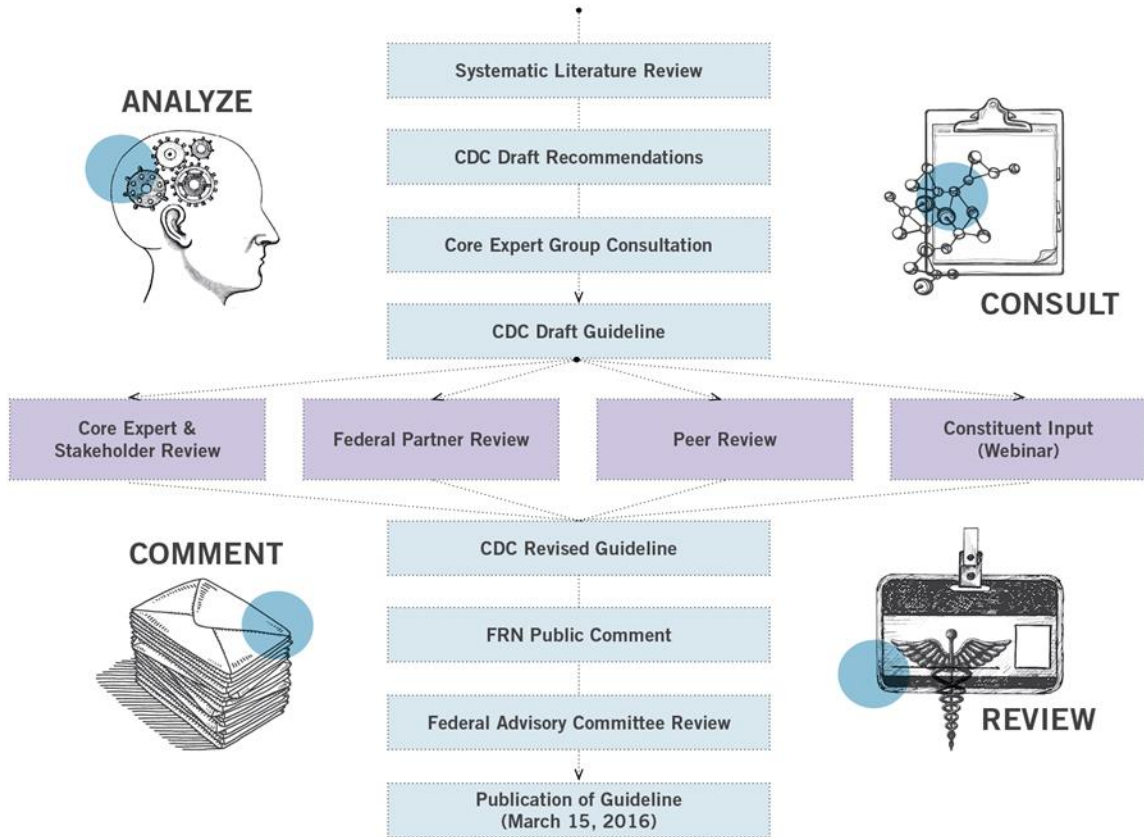 Systematic Literature Review
ANALYZE
CDC Draft Recommendations
Core Expert Group Consultation
CONSULT
CDC Draft Guideline
Core Expert &
Stakeholder Review
Federal Partner Review
Peer Review
Constituent Input
(Webinar)
CDC Revised Guideline
COMMENT
FRN Public Comment
Federal Advisory Committee Review
REVIEW
Publication of Guideline
(March 15, 2016)